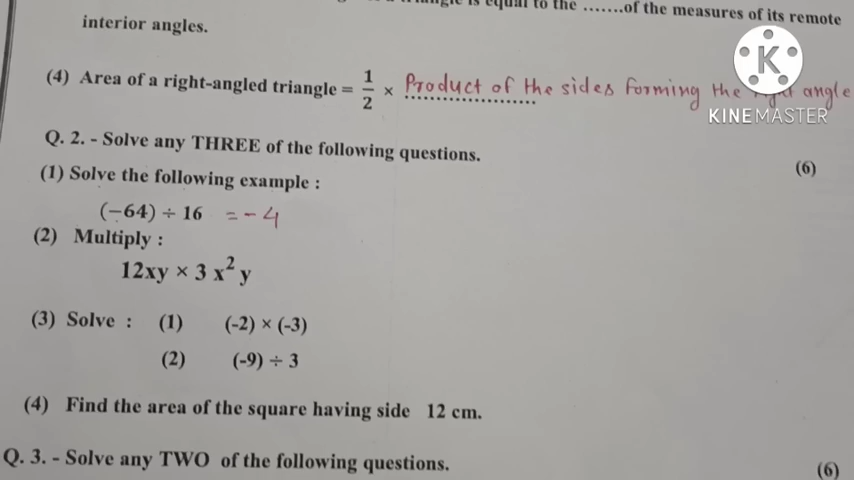 is equal to the .......of the measures of its remote
interior angles.
(4) Area of a right-angled triangle = 1/2 × Product of the sides forming the right angle
K
KINEMASTER
Q. 2. - Solve any THREE of the following questions. (6)
(1) Solve the following example :
(−64) ÷ 16 = - 4
(2) Multiply :
12xy × 3 x² y
(3) Solve : (1) (-2) × (-3)
(2) (-9) ÷ 3
(4) Find the area of the square having side 12 cm.
Q. 3. - Solve any TWO of the following questions. (6)